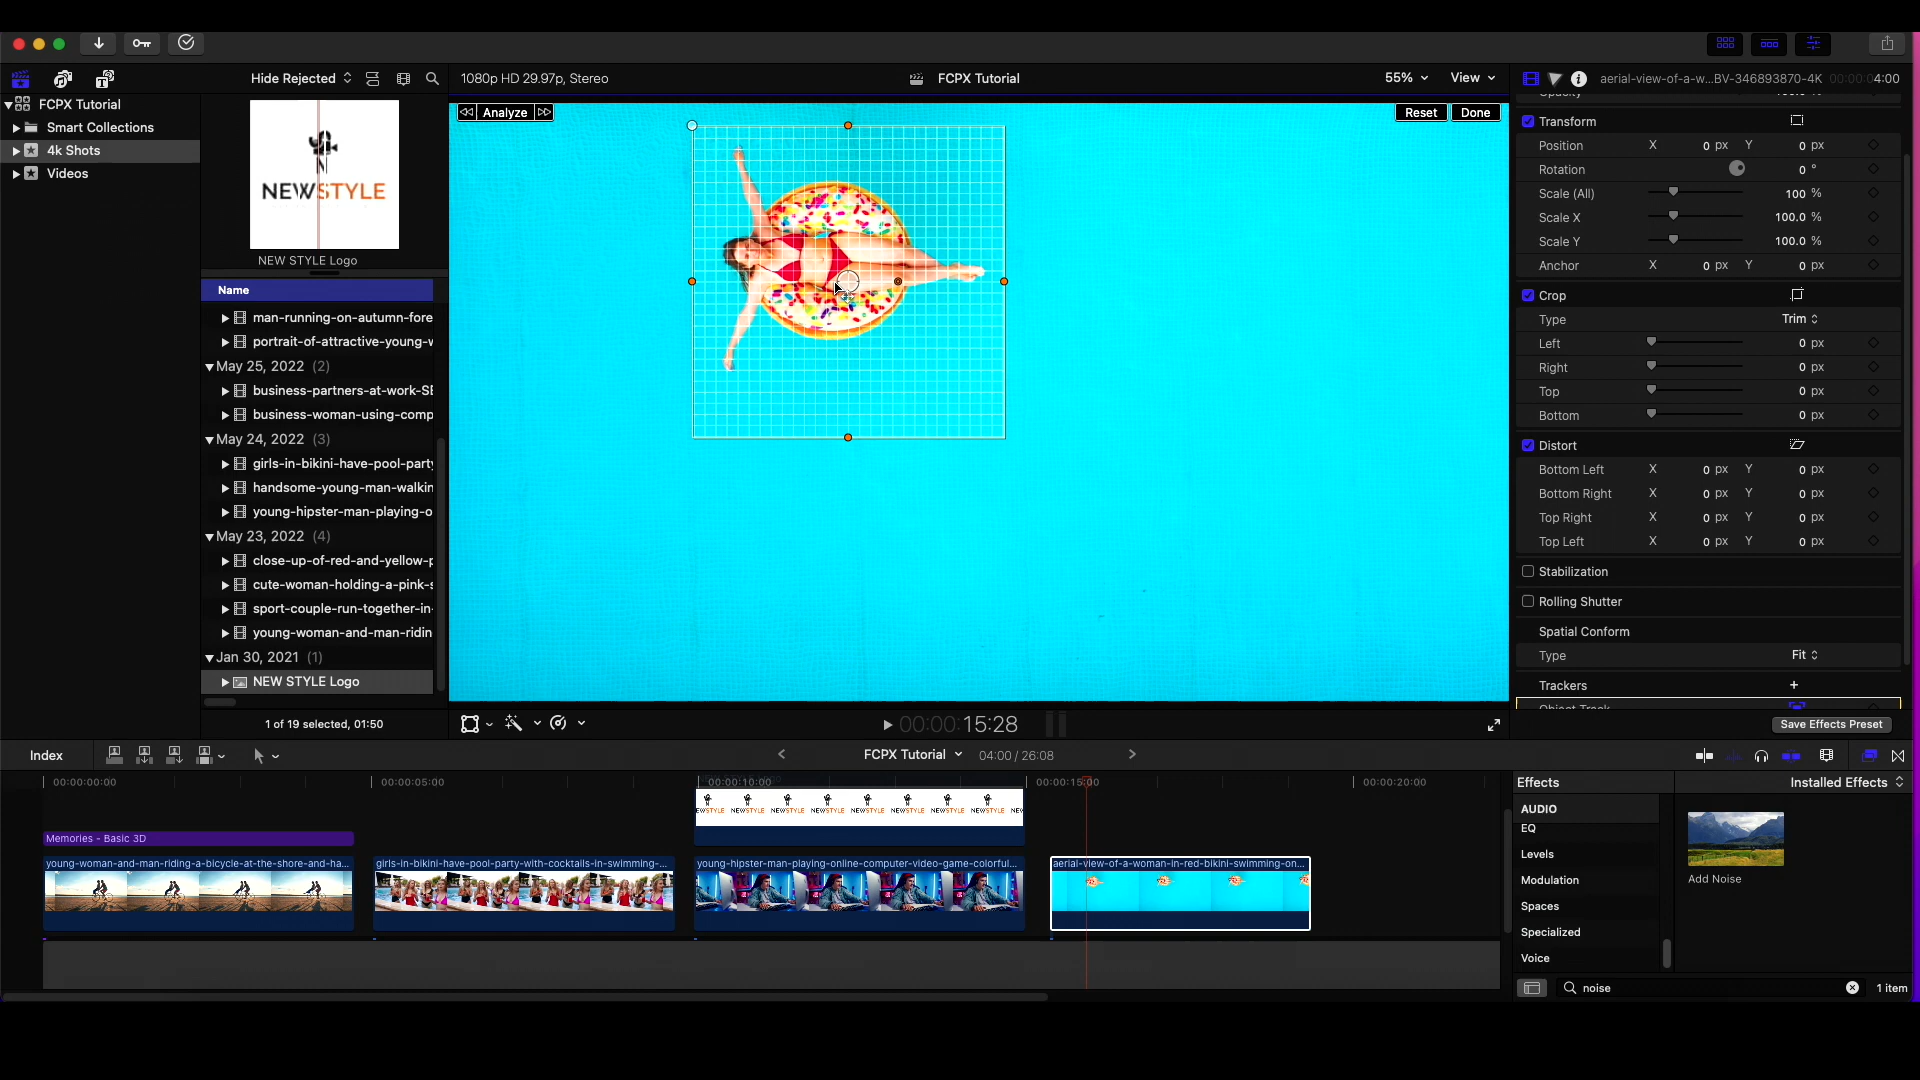 Hide Rejected
1080p HD 29.97p, Stereo
FCPX Tutorial
55%
View
aerial-view-of-a-w...BV-346893870-4K
00:00:04:00
FCPX Tutorial
Smart Collections
4k Shots
Videos
NEWSTYLE
NEW STYLE Logo
Name
man-running-on-autumn-fore
portrait-of-attractive-young-w
May 25, 2022 (2)
business-partners-at-work-SE
business-woman-using-comp
May 24, 2022 (3)
girls-in-bikini-have-pool-party
handsome-young-man-walkin
young-hipster-man-playing-o
May 23, 2022 (4)
close-up-of-red-and-yellow-p
cute-woman-holding-a-pink-s
sport-couple-run-together-in-
young-woman-and-man-ridin
Jan 30, 2021 (1)
NEW STYLE Logo
1 of 19 selected, 01:50
Analyze
Reset
Done
00:00:15:28
Opacity
Transform
Position X 0 px Y 0 px
Rotation 0 °
Scale (All) 100 %
Scale X 100.0 %
Scale Y 100.0 %
Anchor X 0 px Y 0 px
Crop
Type Trim
Left 0 px
Right 0 px
Top 0 px
Bottom 0 px
Distort
Bottom Left X 0 px Y 0 px
Bottom Right X 0 px Y 0 px
Top Right X 0 px Y 0 px
Top Left X 0 px Y 0 px
Stabilization
Rolling Shutter
Spatial Conform
Type Fit
Trackers +
Object Track
Save Effects Preset
Index
FCPX Tutorial
04:00 / 26:08
00:00:00:00
00:00:05:00
00:00:10:00
00:00:15:00
00:00:20:00
Memories - Basic 3D
young-woman-and-man-riding-a-bicycle-at-the-shore-and-ha...
girls-in-bikini-have-pool-party-with-cocktails-in-swimming-...
young-hipster-man-playing-online-computer-video-game-colorful...
aerial-view-of-a-woman-in-red-bikini-swimming-on...
Effects
Installed Effects
AUDIO
EQ
Levels
Modulation
Spaces
Specialized
Voice
Add Noise
noise
1 item